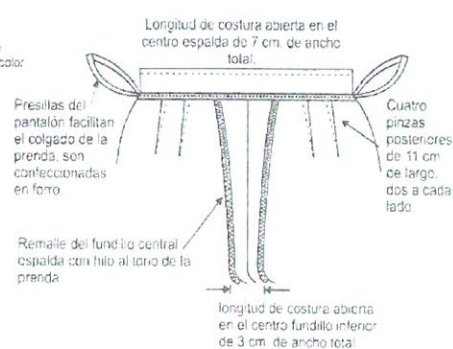 Longitud de costura abierta en el
centro espalda de 7 cm. de ancho
total.
color
Presillas del
pantalón facilitan
el colgado de la
prenda, son
confeccionadas
en forro.
Cuatro
pinzas
posteriores
de 11 cm.
de largo,
dos a cada
lado.
Remalle del fundillo central
espalda con hilo al tono de la
prenda
longitud de costura abierta
en el centro fundillo inferior
de 3 cm. de ancho total